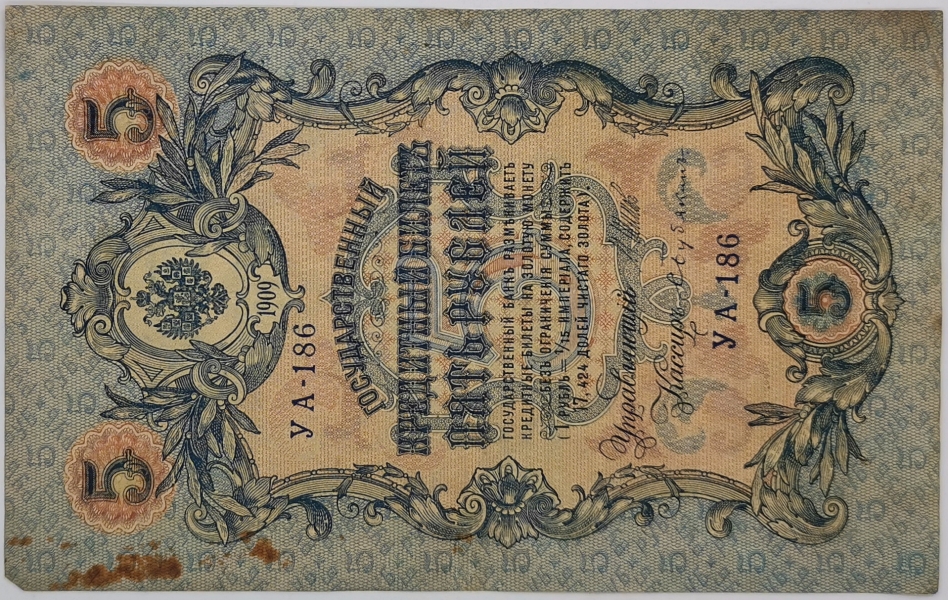 5 5
1909
УА-186
ГОСУДАРСТВЕННЫЙ
КРЕДИТНЫЙ БИЛЕТЪ
ПЯТЬ РУБЛЕЙ
ГОСУДАРСТВЕННЫЙ БАНКЪ РАЗМѢНИВАЕТЪ
КРЕДИТНЫЕ БИЛЕТЫ НА ЗОЛОТУЮ МОНЕТУ
БЕЗЪ ОГРАНИЧЕНІЯ СУММЫ
(1 РУБЛЬ = 1/15 ИМПЕРІАЛА, СОДЕРЖИТЪ
17,424 ДОЛЕЙ ЧИСТАГО ЗОЛОТА)
Управляющій
Кассиръ
УА-186
5